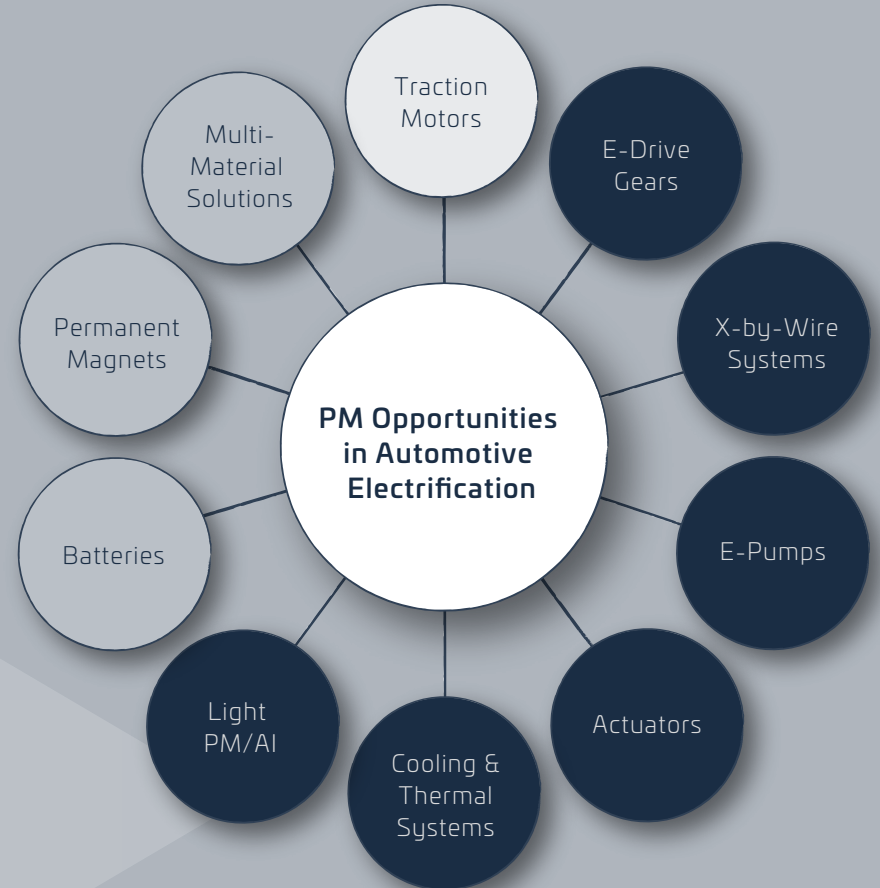 Traction
Motors
E-Drive
Gears
X-by-Wire
Systems
E-Pumps
Actuators
Cooling &
Thermal
Systems
Light
PM/Al
Batteries
Permanent
Magnets
Multi-
Material
Solutions
PM Opportunities
in Automotive
Electrification